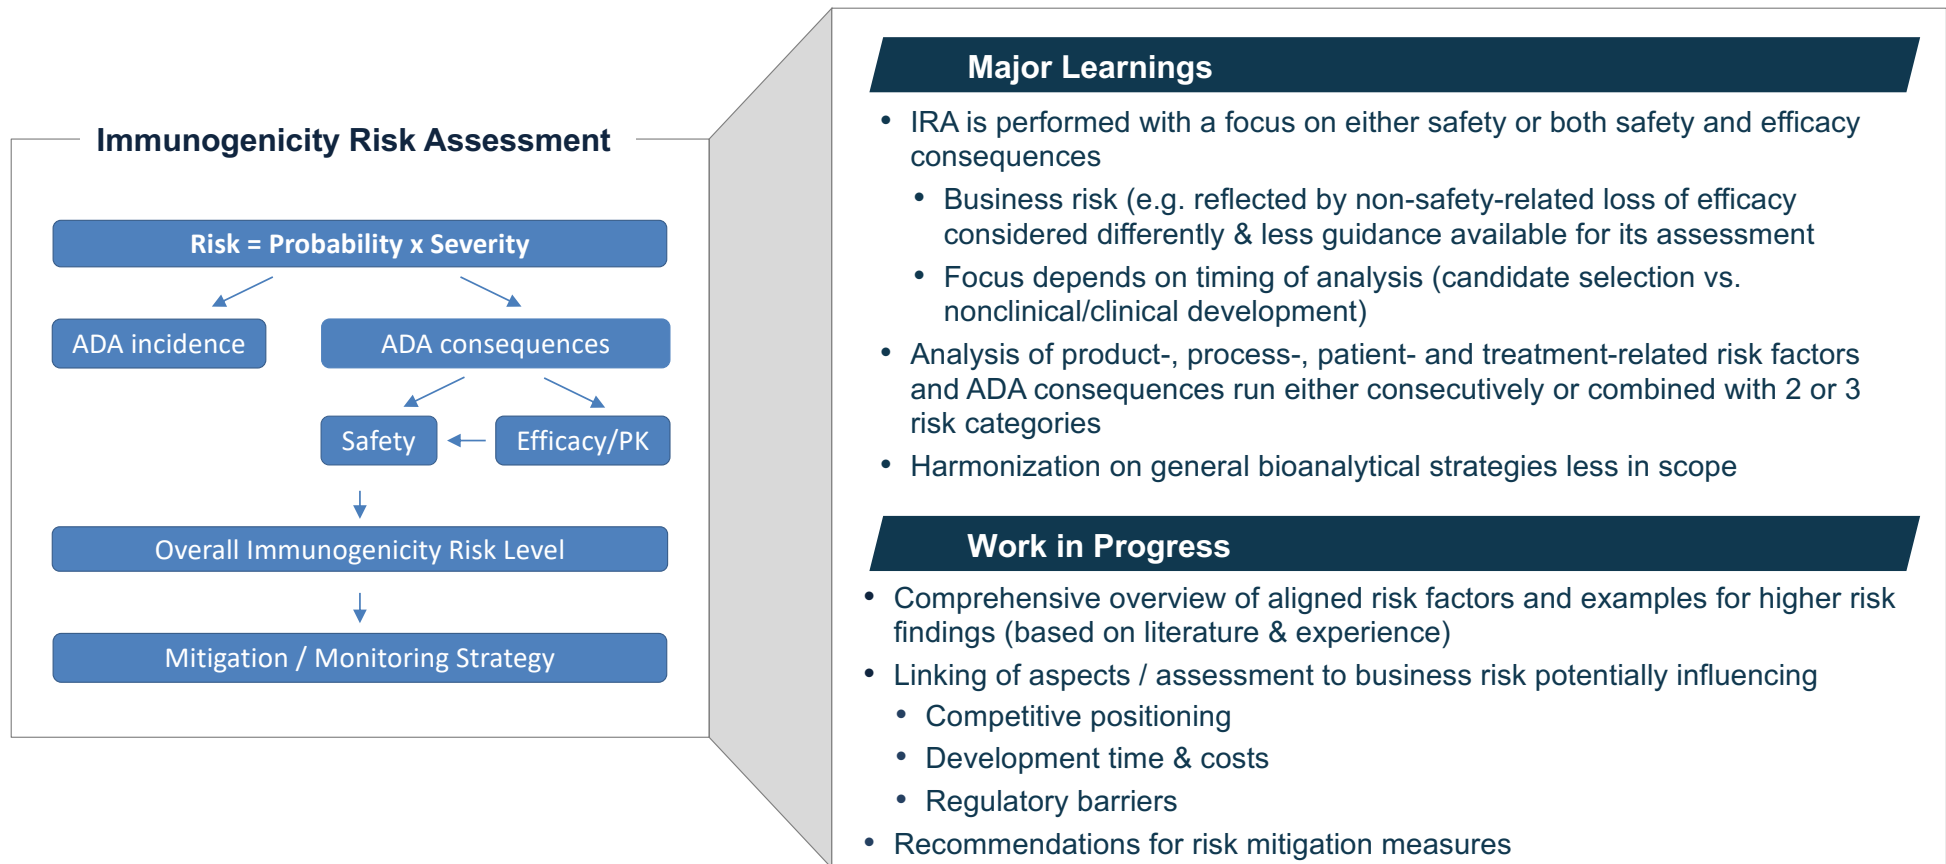 Immunogenicity Risk Assessment
Risk = Probability x Severity
ADA incidence
ADA consequences
Safety
Efficacy/PK
Overall Immunogenicity Risk Level
Mitigation / Monitoring Strategy
Major Learnings
• IRA is performed with a focus on either safety or both safety and efficacy
consequences
• Business risk (e.g. reflected by non-safety-related loss of efficacy
considered differently & less guidance available for its assessment
• Focus depends on timing of analysis (candidate selection vs.
nonclinical/clinical development)
• Analysis of product-, process-, patient- and treatment-related risk factors
and ADA consequences run either consecutively or combined with 2 or 3
risk categories
• Harmonization on general bioanalytical strategies less in scope
Work in Progress
• Comprehensive overview of aligned risk factors and examples for higher risk
findings (based on literature & experience)
• Linking of aspects / assessment to business risk potentially influencing
• Competitive positioning
• Development time & costs
• Regulatory barriers
• Recommendations for risk mitigation measures